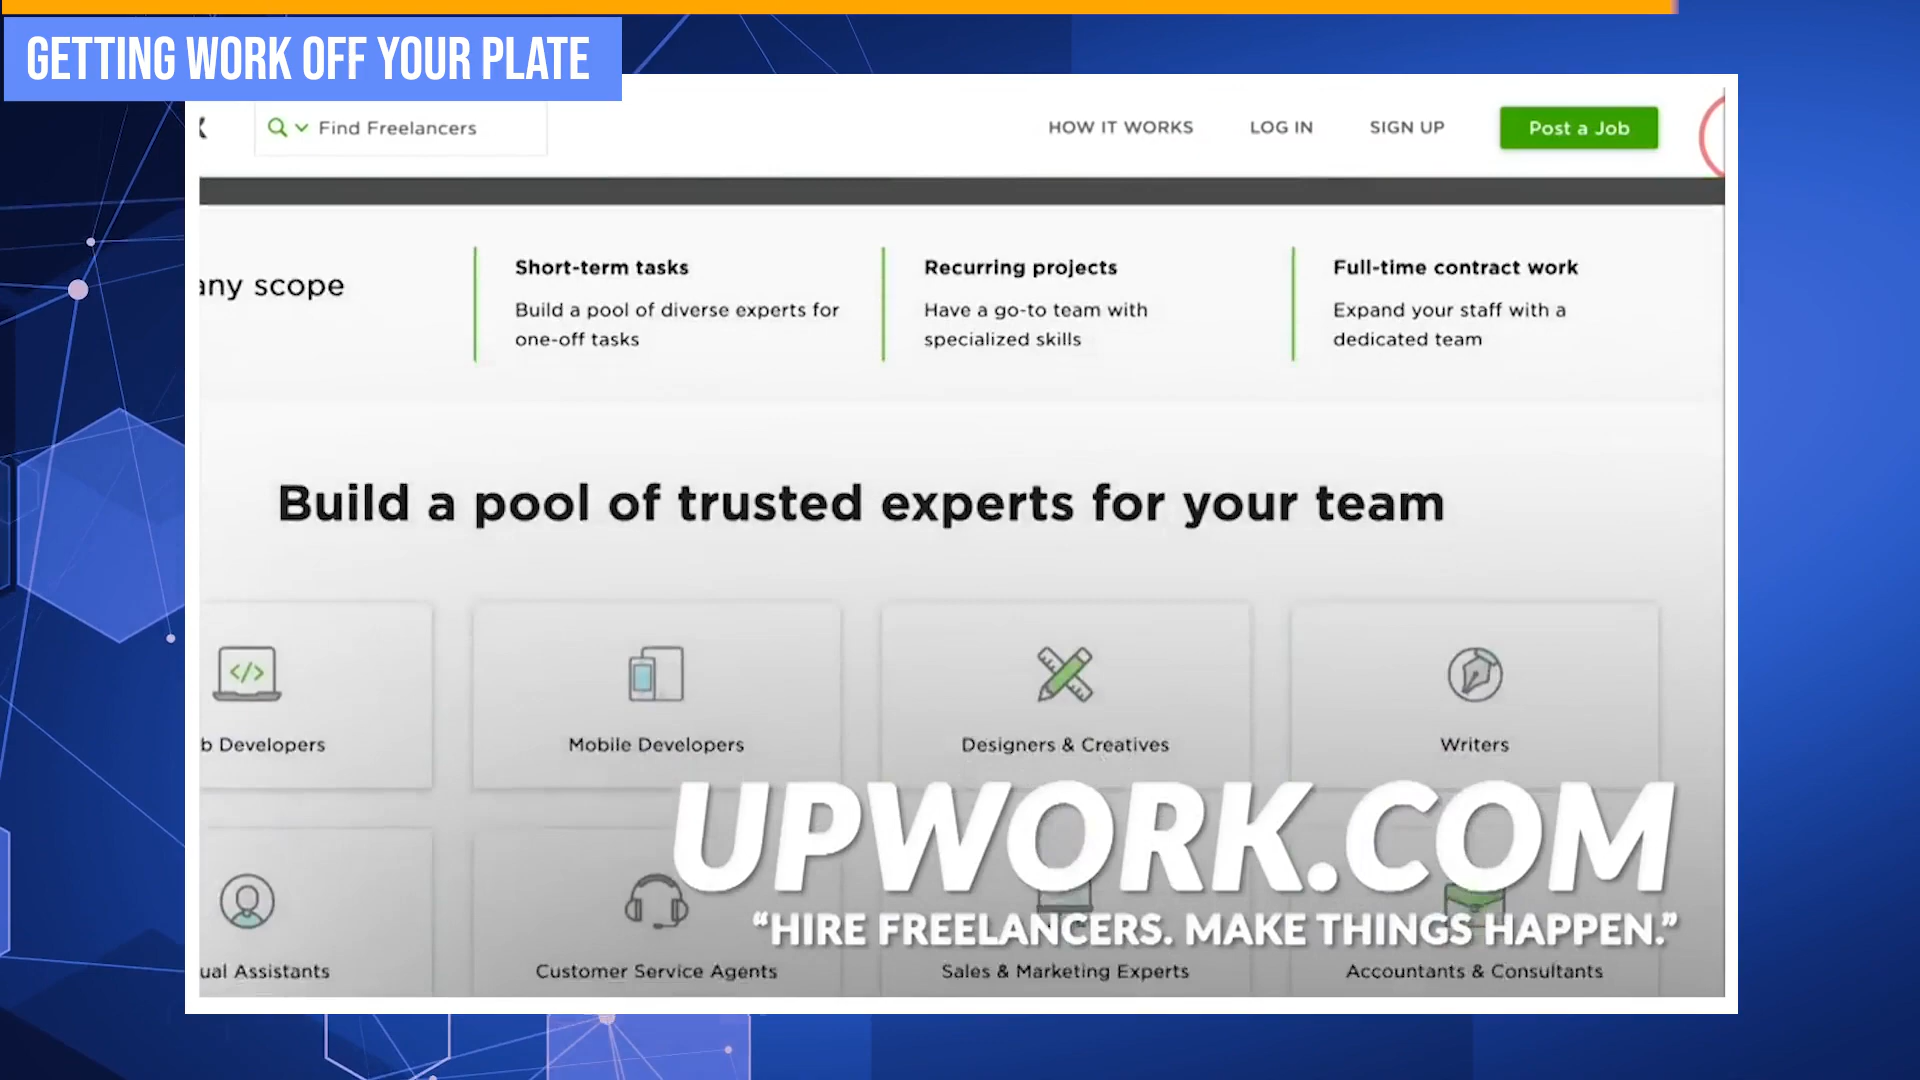 GETTING WORK OFF YOUR PLATE
Find Freelancers
HOW IT WORKS
LOG IN
SIGN UP
Post a Job
any scope
Short-term tasks
Build a pool of diverse experts for
one-off tasks
Recurring projects
Have a go-to team with
specialized skills
Full-time contract work
Expand your staff with a
dedicated team
Build a pool of trusted experts for your team
b Developers
Mobile Developers
Designers & Creatives
Writers
UPWORK.COM
“HIRE FREELANCERS. MAKE THINGS HAPPEN.”
ual Assistants
Customer Service Agents
Sales & Marketing Experts
Accountants & Consultants